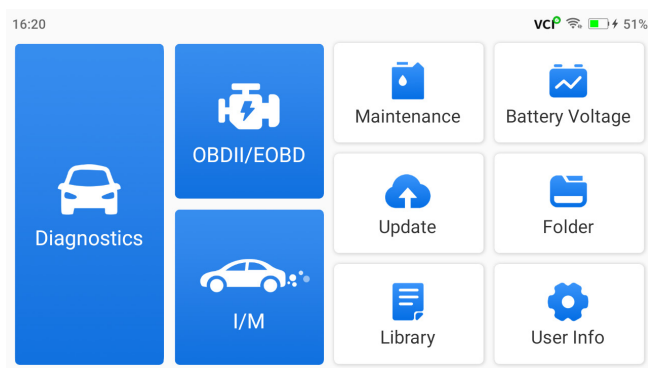 16:20
VCI
51%
Diagnostics
OBDII/EOBD
I/M
Maintenance
Battery Voltage
Update
Folder
Library
User Info